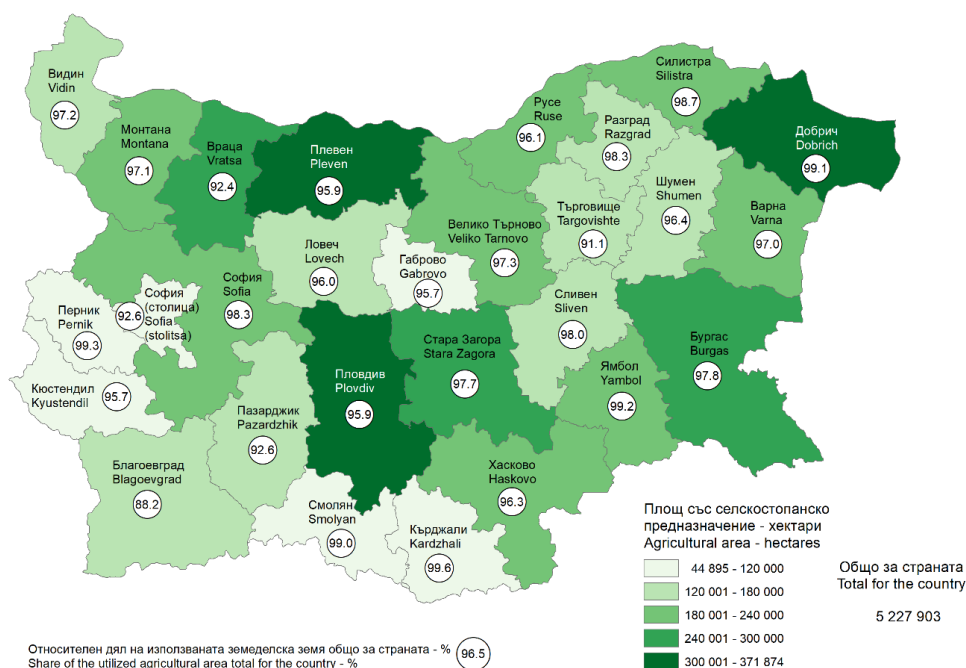 Видин
Vidin
97.2
Монтана
Montana
97.1
Враца
Vratsa
92.4
Плевен
Pleven
95.9
Русе
Ruse
96.1
Силистра
Silistra
98.7
Разград
Razgrad
98.3
Добрич
Dobrich
99.1
Шумен
Shumen
96.4
Варна
Varna
97.0
Търговище
Targovishte
91.1
Велико Търново
Veliko Tarnovo
97.3
Ловеч
Lovech
96.0
Габрово
Gabrovo
95.7
София
Sofia
98.3
София
(столица)
Sofia
(stolitsa)
92.6
Перник
Pernik
99.3
Кюстендил
Kyustendil
95.7
Благоевград
Blagoevgrad
88.2
Пазарджик
Pazardzhik
92.6
Пловдив
Plovdiv
95.9
Стара Загора
Stara Zagora
97.7
Сливен
Sliven
98.0
Ямбол
Yambol
99.2
Бургас
Burgas
97.8
Хасково
Haskovo
96.3
Смолян
Smolyan
99.0
Кърджали
Kardzhali
99.6
Площ със селскостопанско
предназначение - хектари
Agricultural area - hectares
44 895 - 120 000
120 001 - 180 000
180 001 - 240 000
240 001 - 300 000
300 001 - 371 874
Общо за страната
Total for the country
5 227 903
Относителен дял на използваната земеделска земя общо за страната - %
Share of the utilized agricultural area total for the country - %
96.5